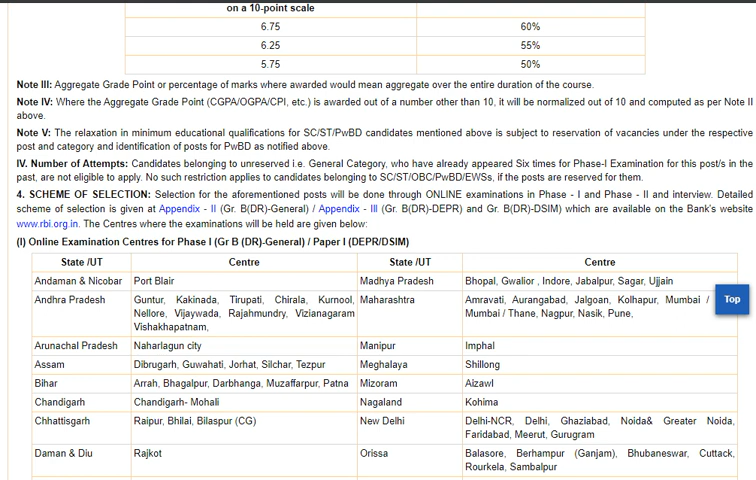 on a 10-point scale
6.75 60%
6.25 55%
5.75 50%
Note III: Aggregate Grade Point or percentage of marks where awarded would mean aggregate over the entire duration of the course.
Note IV: Where the Aggregate Grade Point (CGPA/OGPA/CPI, etc.) is awarded out of a number other than 10, it will be normalized out of 10 and computed as per Note II
above.
Note V: The relaxation in minimum educational qualifications for SC/ST/PwBD candidates mentioned above is subject to reservation of vacancies under the respective
post and category and identification of posts for PwBD as notified above.
IV. Number of Attempts: Candidates belonging to unreserved i.e. General Category, who have already appeared Six times for Phase-I Examination for this post/s in the
past, are not eligible to apply. No such restriction applies to candidates belonging to SC/ST/OBC/PwBD/EWSs, if the posts are reserved for them.
4. SCHEME OF SELECTION: Selection for the aforementioned posts will be done through ONLINE examinations in Phase - I and Phase - II and interview. Detailed
scheme of selection is given at Appendix - II (Gr. B(DR)-General) / Appendix - III (Gr. B(DR)-DEPR) and Gr. B(DR)-DSIM) which are available on the Bank's website
www.rbi.org.in. The Centres where the examinations will be held are given below:
(I) Online Examination Centres for Phase I (Gr B (DR)-General) / Paper I (DEPR/DSIM)
State /UT Centre State /UT Centre
Andaman & Nicobar Port Blair Madhya Pradesh Bhopal, Gwalior , Indore, Jabalpur, Sagar, Ujjain
Andhra Pradesh Guntur, Kakinada, Tirupati, Chirala, Kurnool, Maharashtra Amravati, Aurangabad, Jalgoan, Kolhapur, Mumbai /
Nellore, Vijaywada, Rajahmundry, Vizianagaram Mumbai / Thane, Nagpur, Nasik, Pune,
Vishakhapatnam,
Top
Arunachal Pradesh Naharlagun city Manipur Imphal
Assam Dibrugarh, Guwahati, Jorhat, Silchar, Tezpur Meghalaya Shillong
Bihar Arrah, Bhagalpur, Darbhanga, Muzaffarpur, Patna Mizoram Aizawl
Chandigarh Chandigarh- Mohali Nagaland Kohima
Chhattisgarh Raipur, Bhilai, Bilaspur (CG) New Delhi Delhi-NCR, Delhi, Ghaziabad, Noida& Greater Noida,
Faridabad, Meerut, Gurugram
Daman & Diu Rajkot Orissa Balasore, Berhampur (Ganjam), Bhubaneswar, Cuttack,
Rourkela, Sambalpur